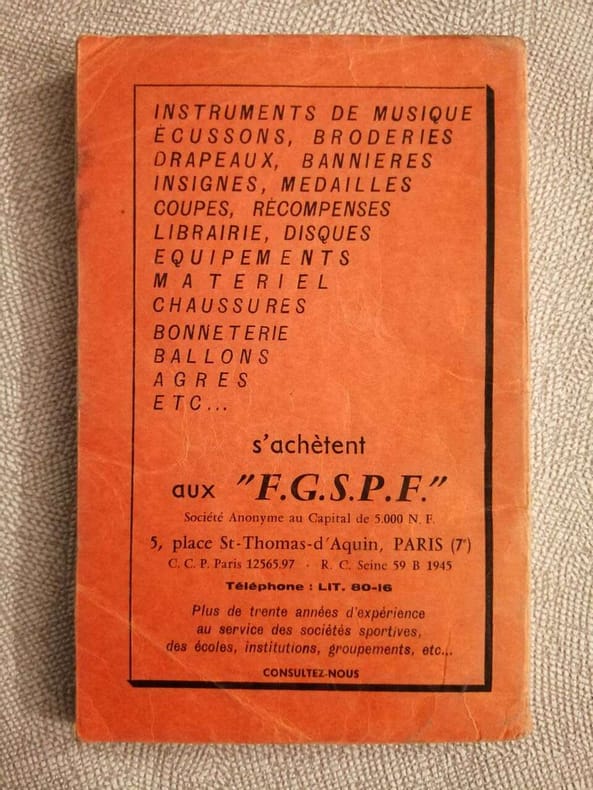 INSTRUMENTS DE MUSIQUE
ÉCUSSONS, BRODERIES
DRAPEAUX, BANNIERES
INSIGNES, MEDAILLES
COUPES, RÉCOMPENSES
LIBRAIRIE, DISQUES
EQUIPEMENTS
MATERIEL
CHAUSSURES
BONNETERIE
BALLONS
AGRES
ETC...
s'achètent
aux "F.G.S.P.F."
Société Anonyme au Capital de 5.000 N. F.
5, place St-Thomas-d'Aquin, PARIS (7e)
C. C. P. Paris 12565.97 - R. C. Seine 59 B 1945
Téléphone : LIT. 80-16
Plus de trente années d'expérience
au service des sociétés sportives,
des écoles, institutions, groupements, etc...
CONSULTEZ-NOUS